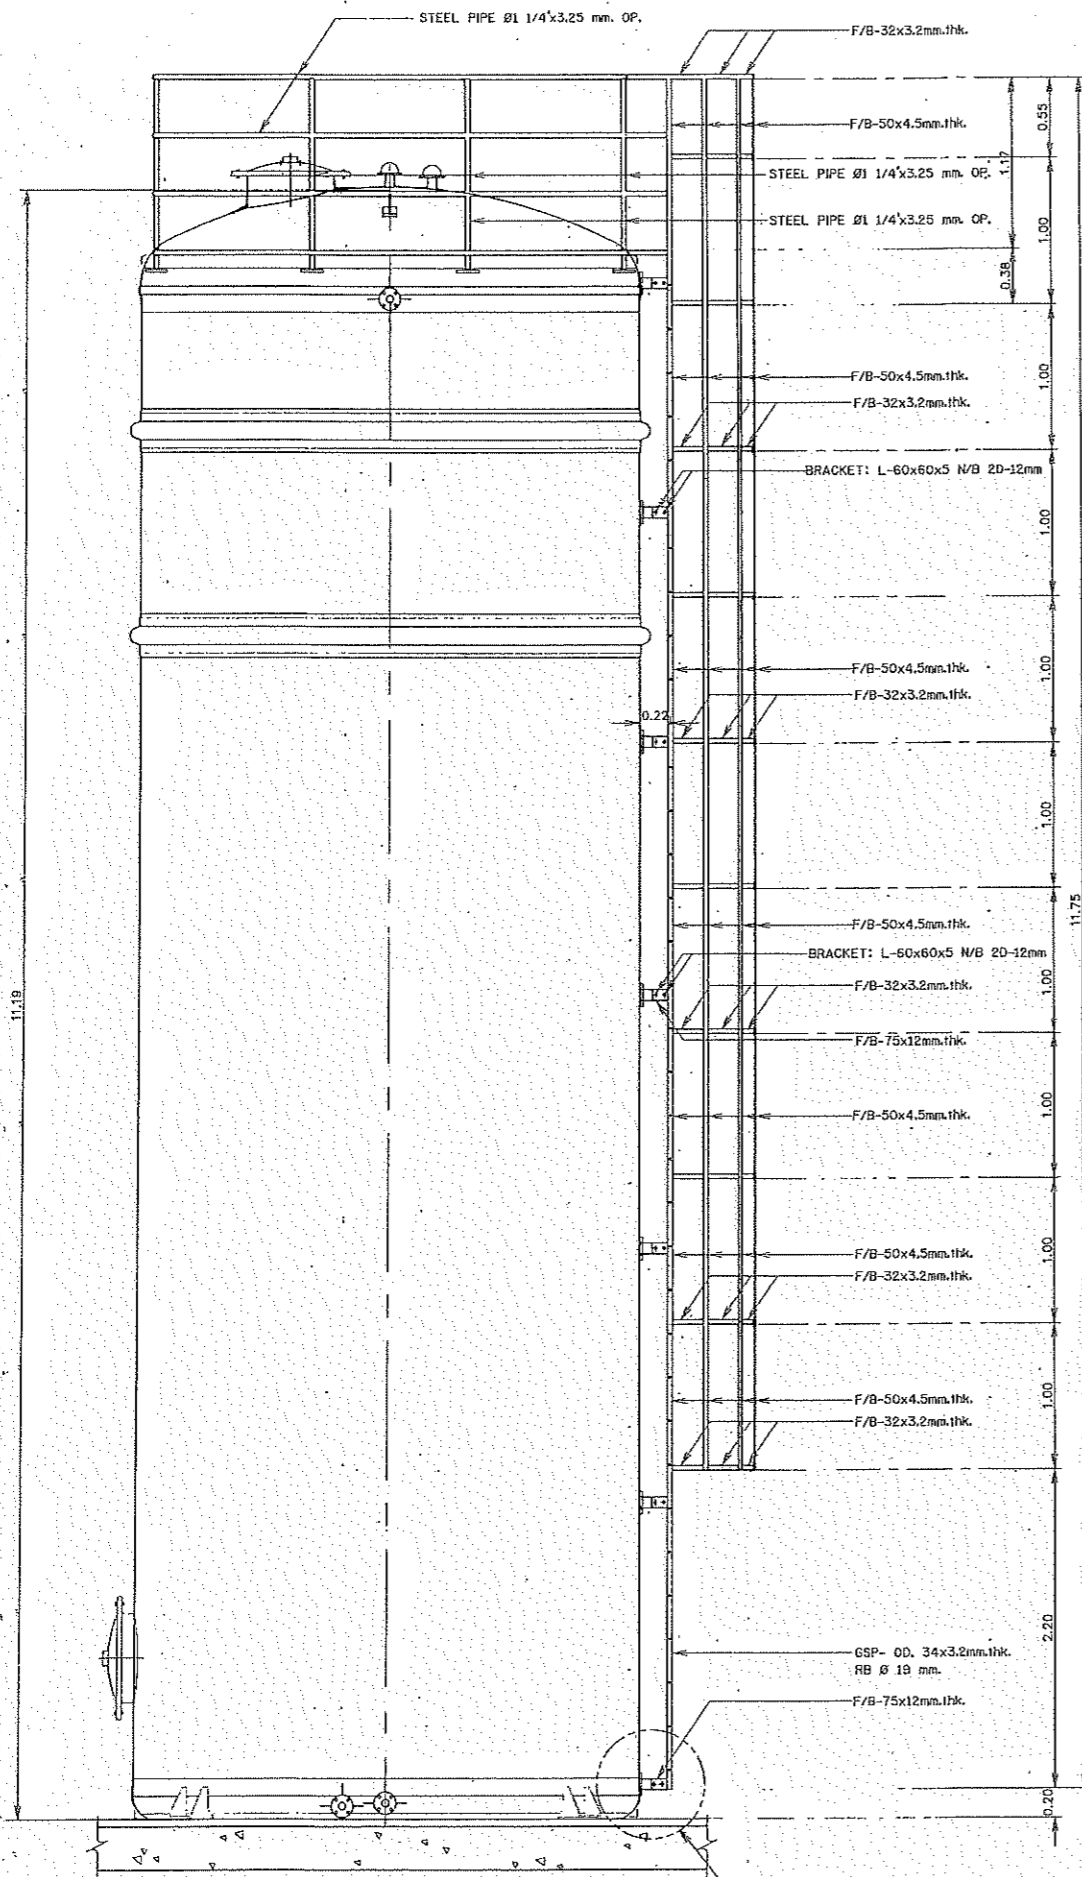 STEEL PIPE Ø1 1/4"x3.25 mm. OP.
F/B-32x3.2mm.thk.
F/B-50x4.5mm.thk.
0.55
STEEL PIPE Ø1 1/4"x3.25 mm. OP.
1.17
1.00
STEEL PIPE Ø1 1/4"x3.25 mm. OP.
0.38
F/B-50x4.5mm.thk.
1.00
F/B-32x3.2mm.thk.
BRACKET: L-60x60x5 N/B 2D-12mm
1.00
F/B-50x4.5mm.thk.
1.00
F/B-32x3.2mm.thk.
0.22
1.00
11.75
F/B-50x4.5mm.thk.
BRACKET: L-60x60x5 N/B 2D-12mm
1.00
F/B-32x3.2mm.thk.
11.19
F/B-75x12mm.thk.
F/B-50x4.5mm.thk.
1.00
F/B-50x4.5mm.thk.
1.00
F/B-32x3.2mm.thk.
F/B-50x4.5mm.thk.
1.00
F/B-32x3.2mm.thk.
2.20
GSP- OD. 34x3.2mm.thk.
RB Ø 19 mm.
F/B-75x12mm.thk.
0.20